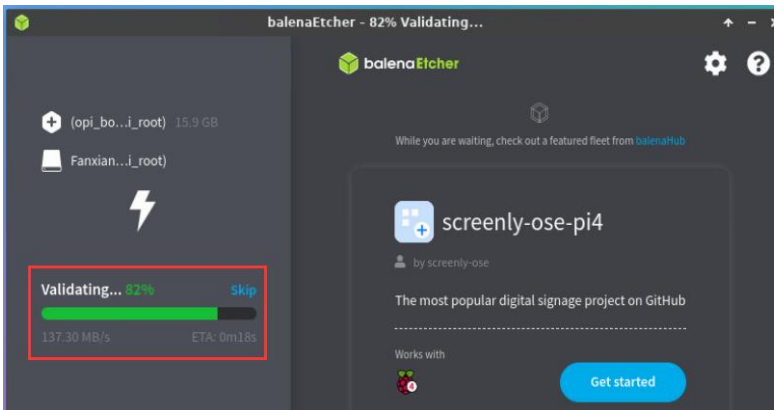 balenaEtcher – 82% Validating...
balenaEtcher
(opi_bo...i_root) 15.9 GB
Fanxian...i_root)
While you are waiting, check out a featured fleet from balenaHub
screenly-ose-pi4
by screenly-ose
Validating... 82% Skip
137.30 MB/s ETA: 0m18s
The most popular digital signage project on GitHub
Works with
4
Get started